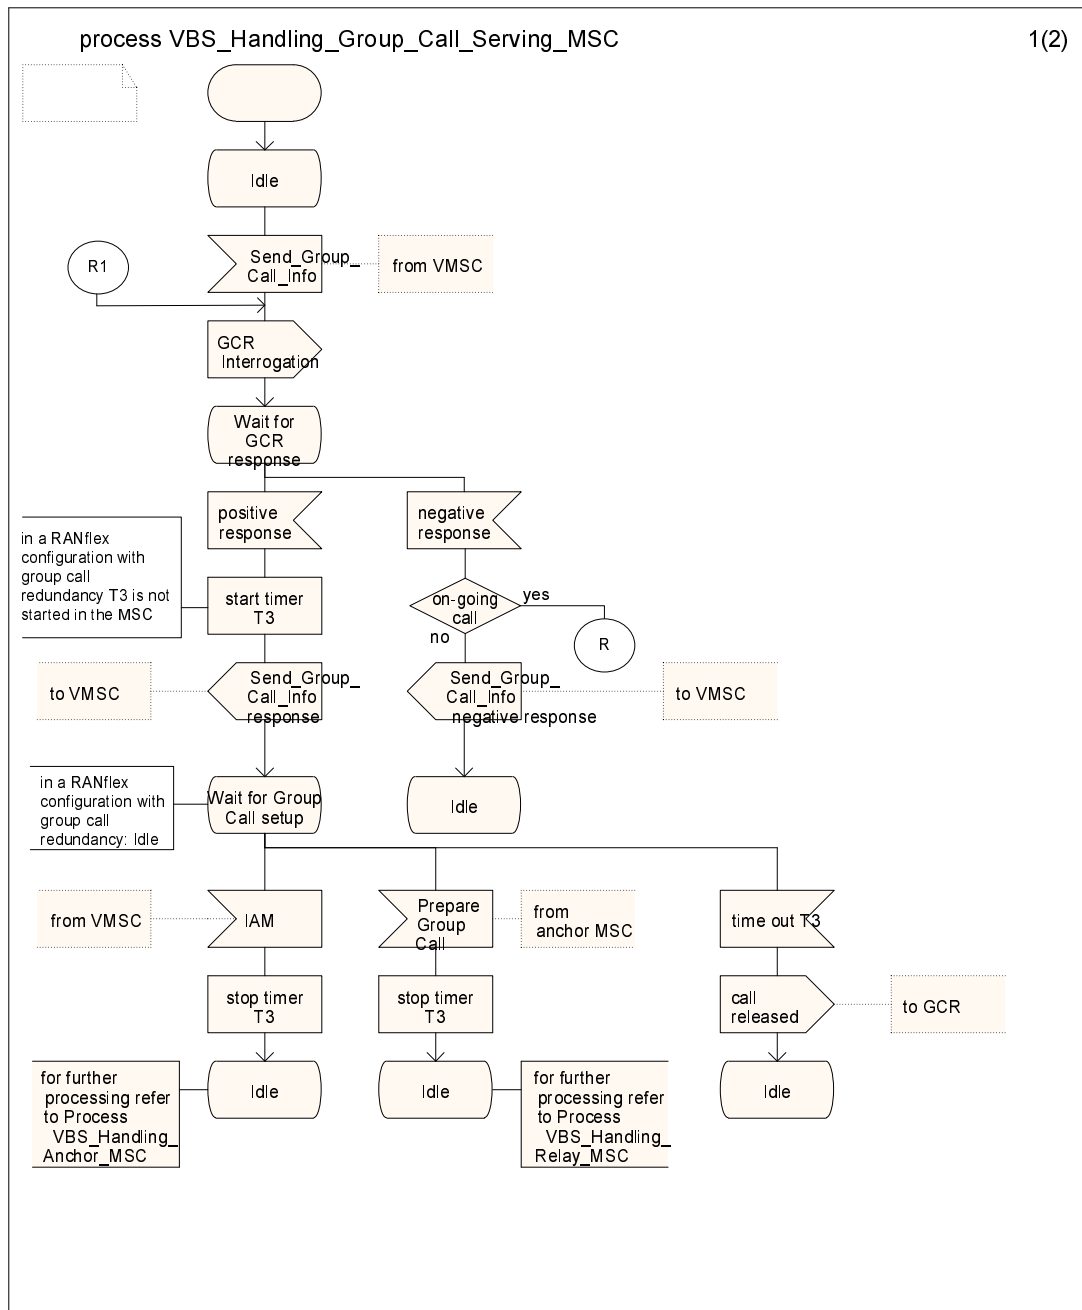 process VBS_Handling_Group_Call_Serving_MSC
1(2)
Idle
R1
Send_Group_
Call_Info
from VMSC
GCR
Interrogation
Wait for
GCR
response
positive
response
negative
response
in a RANflex
configuration with
group call
redundancy T3 is not
started in the MSC
start timer
T3
on-going
call
yes
no
R
to VMSC
Send_Group_
Call_Info
response
Send_Group_
Call_Info
negative response
to VMSC
in a RANflex
configuration with
group call
redundancy: Idle
Wait for Group
Call setup
Idle
from VMSC
IAM
Prepare
Group
Call
from
anchor MSC
time out T3
stop timer
T3
stop timer
T3
call
released
to GCR
for further
processing refer
to Process
VBS_Handling_
Anchor_MSC
Idle
Idle
for further
processing refer
to Process
VBS_Handling_
Relay_MSC
Idle